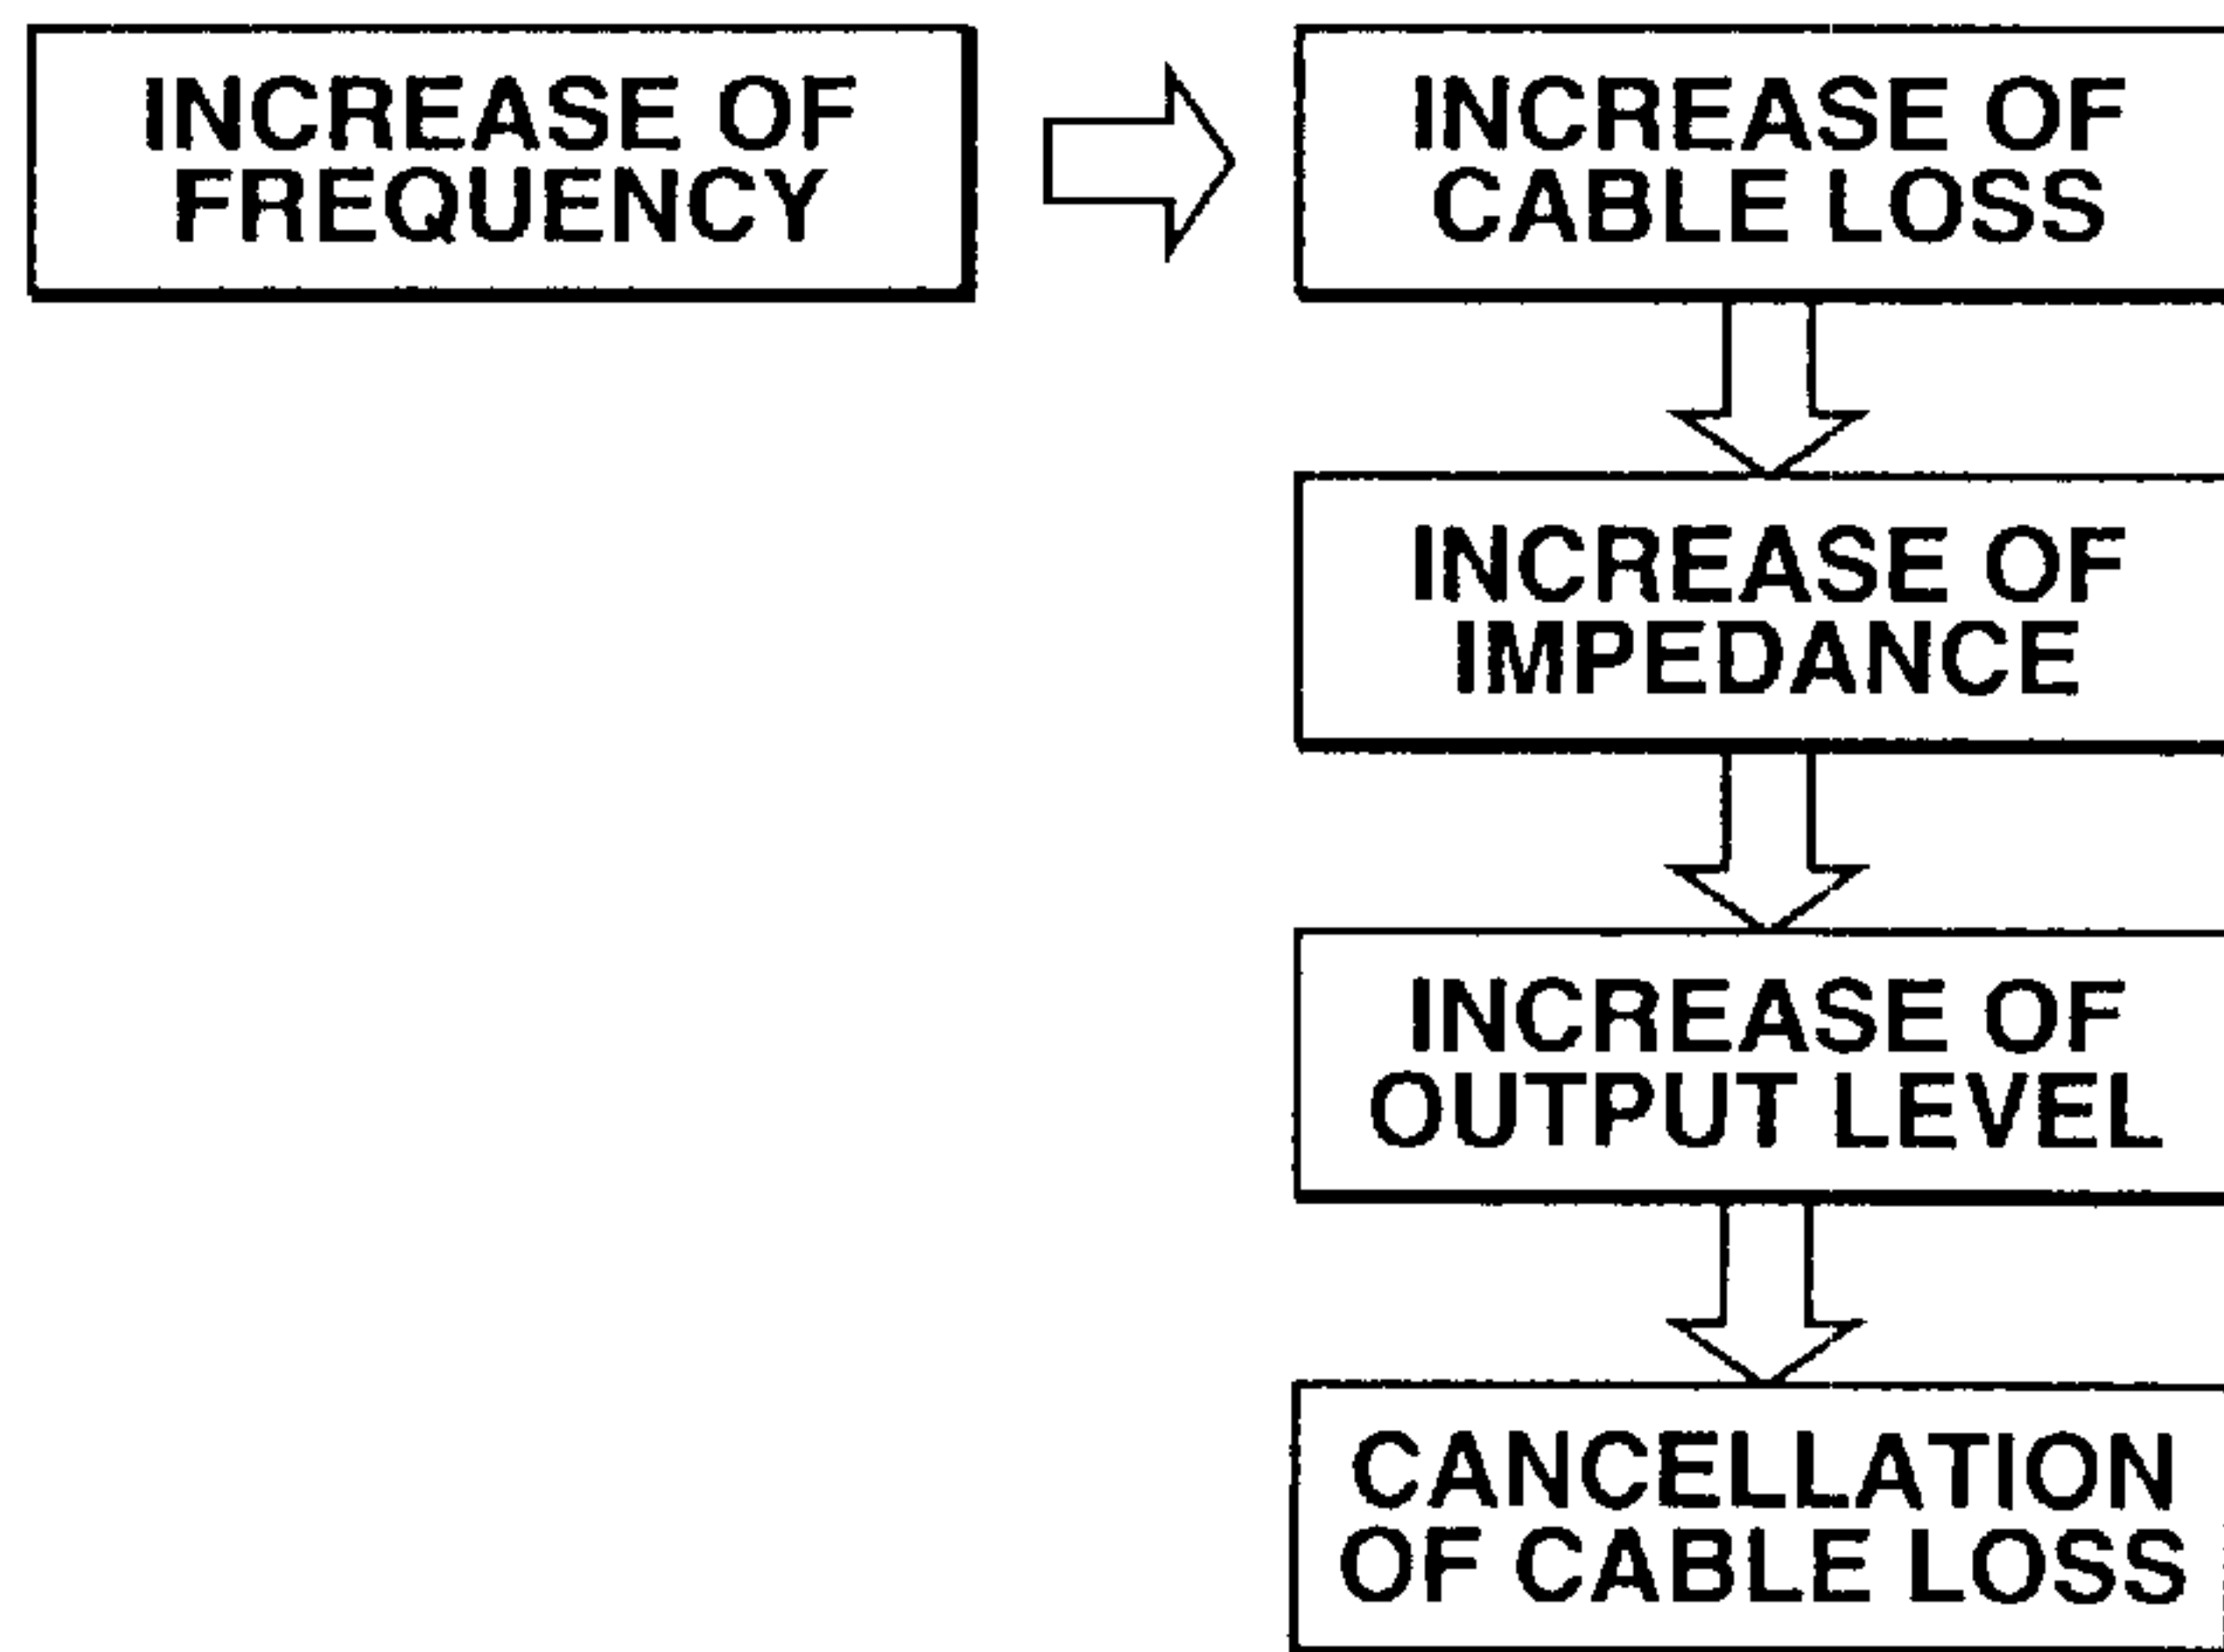 INCREASE OF
FREQUENCY
INCREASE OF
CABLE LOSS
INCREASE OF
IMPEDANCE
INCREASE OF
OUTPUT LEVEL
CANCELLATION
OF CABLE LOSS